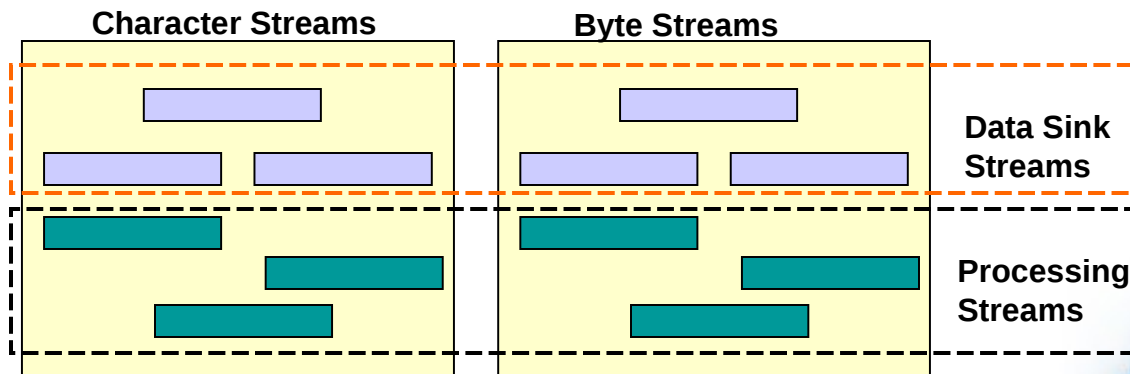 Character Streams
Byte Streams
Data Sink
Streams
Processing
Streams